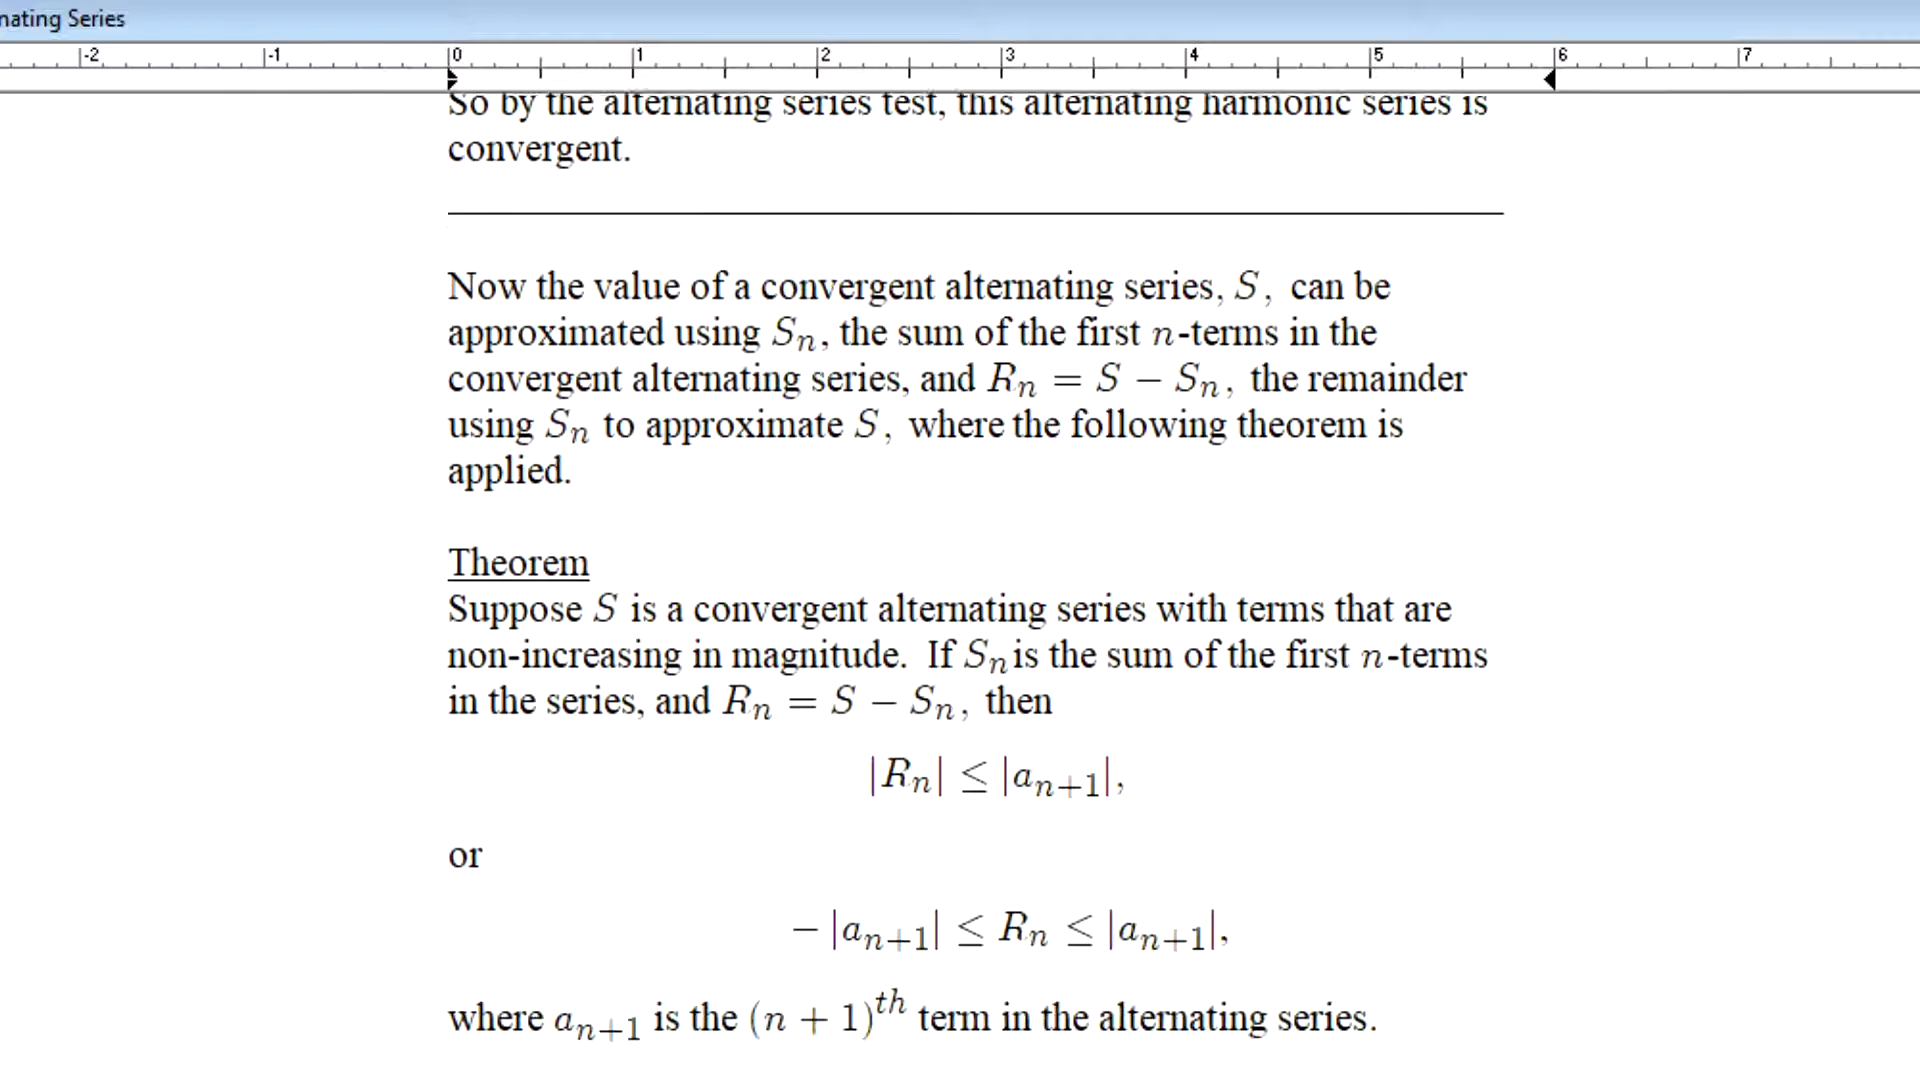 nating Series
-2 -1 0 1 2 3 4 5 6 7
So by the alternating series test, this alternating harmonic series is
convergent.
Now the value of a convergent alternating series, S, can be
approximated using Sₙ, the sum of the first n-terms in the
convergent alternating series, and Rₙ = S − Sₙ, the remainder
using Sₙ to approximate S, where the following theorem is
applied.
Theorem
Suppose S is a convergent alternating series with terms that are
non-increasing in magnitude. If Sₙ is the sum of the first n-terms
in the series, and Rₙ = S − Sₙ, then
|Rₙ| ≤ |aₙ₊₁|,
or
− |aₙ₊₁| ≤ Rₙ ≤ |aₙ₊₁|,
where aₙ₊₁ is the (n + 1)ᵗʰ term in the alternating series.